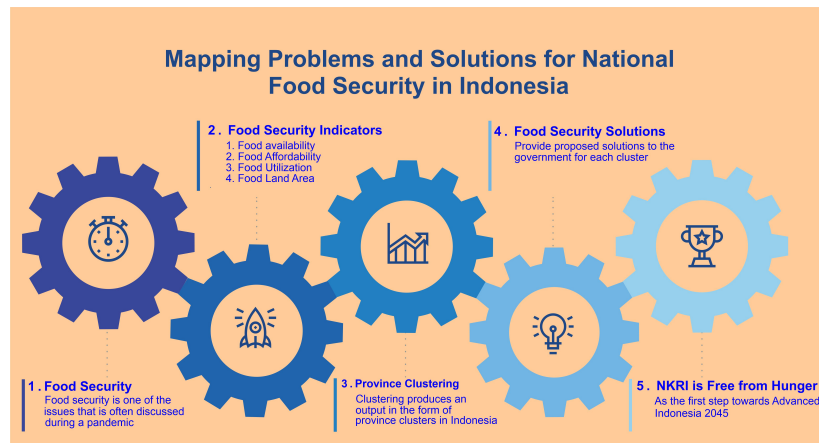 Mapping Problems and Solutions for National
Food Security in Indonesia
1. Food Security
Food security is one of the
issues that is often discussed
during a pandemic
2. Food Security Indicators
1. Food availability
2. Food Affordability
3. Food Utilization
4. Food Land Area
3. Province Clustering
Clustering produces an
output in the form of
province clusters in Indonesia
4. Food Security Solutions
Provide proposed solutions to the
government for each cluster
5. NKRI is Free from Hunger
As the first step towards Advanced
Indonesia 2045